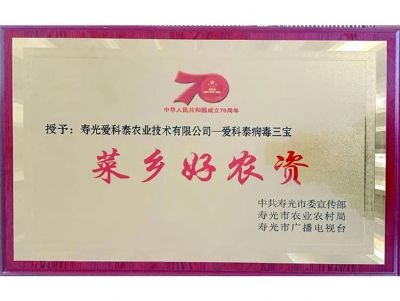 70
中华人民共和国成立70周年
授予：寿光爱科泰农业技术有限公司—爱科泰病毒三宝
菜乡好农资
中共寿光市委宣传部
寿光市农业农村局
寿光市广播电视台